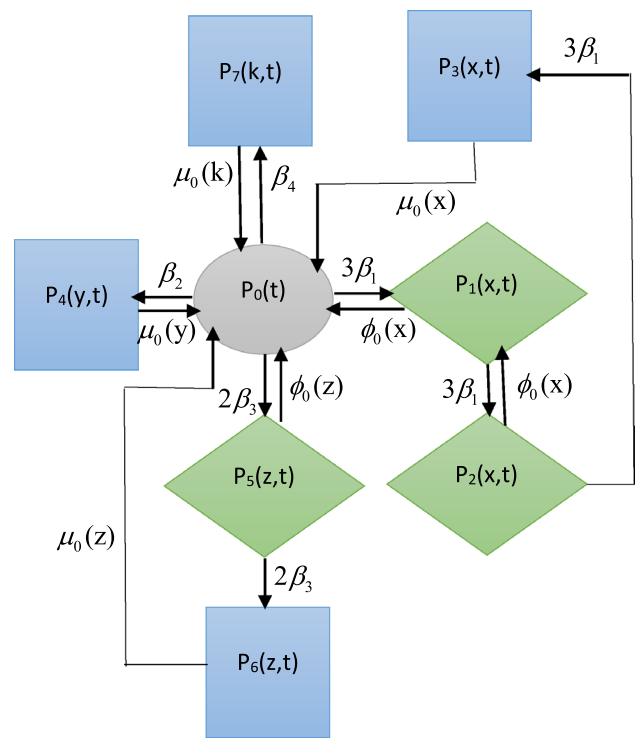 P₇(k,t)
P₃(x,t)
3β₁
μ₀(k)
β₄
μ₀(x)
P₄(y,t)
β₂
μ₀(y)
P₀(t)
3β₁
ϕ₀(x)
P₁(x,t)
2β₃
ϕ₀(z)
3β₁
ϕ₀(x)
P₅(z,t)
P₂(x,t)
μ₀(z)
2β₃
P₆(z,t)